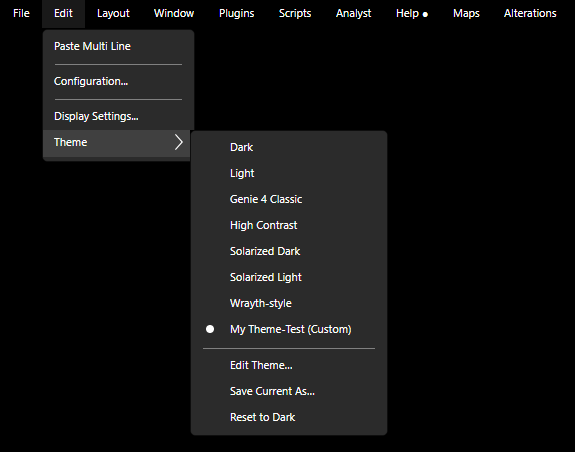 File Edit Layout Window Plugins Scripts Analyst Help Maps Alterations
Paste Multi Line
Configuration...
Display Settings...
Theme
Dark
Light
Genie 4 Classic
High Contrast
Solarized Dark
Solarized Light
Wrayth-style
My Theme-Test (Custom)
Edit Theme...
Save Current As...
Reset to Dark